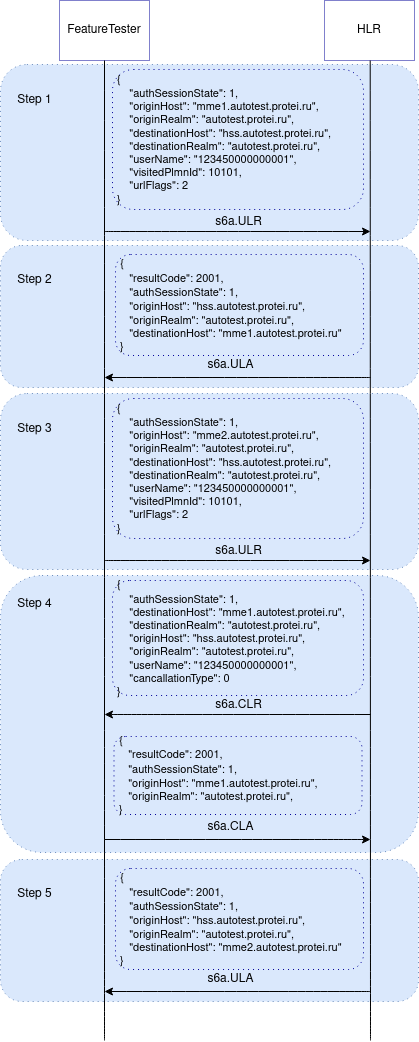 FeatureTester
HLR
Step 1
{
"authSessionState": 1,
"originHost": "mme1.autotest.protei.ru",
"originRealm": "autotest.protei.ru",
"destinationHost": "hss.autotest.protei.ru",
"destinationRealm": "autotest.protei.ru",
"userName": "123450000000001",
"visitedPlmnId": 10101,
"urlFlags": 2
}
s6a.ULR
Step 2
{
"resultCode": 2001,
"authSessionState": 1,
"originHost": "hss.autotest.protei.ru",
"originRealm": "autotest.protei.ru",
"destinationHost": "mme1.autotest.protei.ru"
}
s6a.ULA
Step 3
{
"authSessionState": 1,
"originHost": "mme2.autotest.protei.ru",
"originRealm": "autotest.protei.ru",
"destinationHost": "hss.autotest.protei.ru",
"destinationRealm": "autotest.protei.ru",
"userName": "123450000000001",
"visitedPlmnId": 10101,
"urlFlags": 2
}
s6a.ULR
Step 4
{
"authSessionState": 1,
"destinationHost": "mme1.autotest.protei.ru",
"destinationRealm": "autotest.protei.ru",
"originHost": "hss.autotest.protei.ru",
"originRealm": "autotest.protei.ru",
"userName": "123450000000001",
"cancallationType": 0
}
s6a.CLR
{
"resultCode": 2001,
"authSessionState": 1,
"originHost": "mme1.autotest.protei.ru",
"originRealm": "autotest.protei.ru",
}
s6a.CLA
Step 5
{
"resultCode": 2001,
"authSessionState": 1,
"originHost": "hss.autotest.protei.ru",
"originRealm": "autotest.protei.ru",
"destinationHost": "mme2.autotest.protei.ru"
}
s6a.ULA